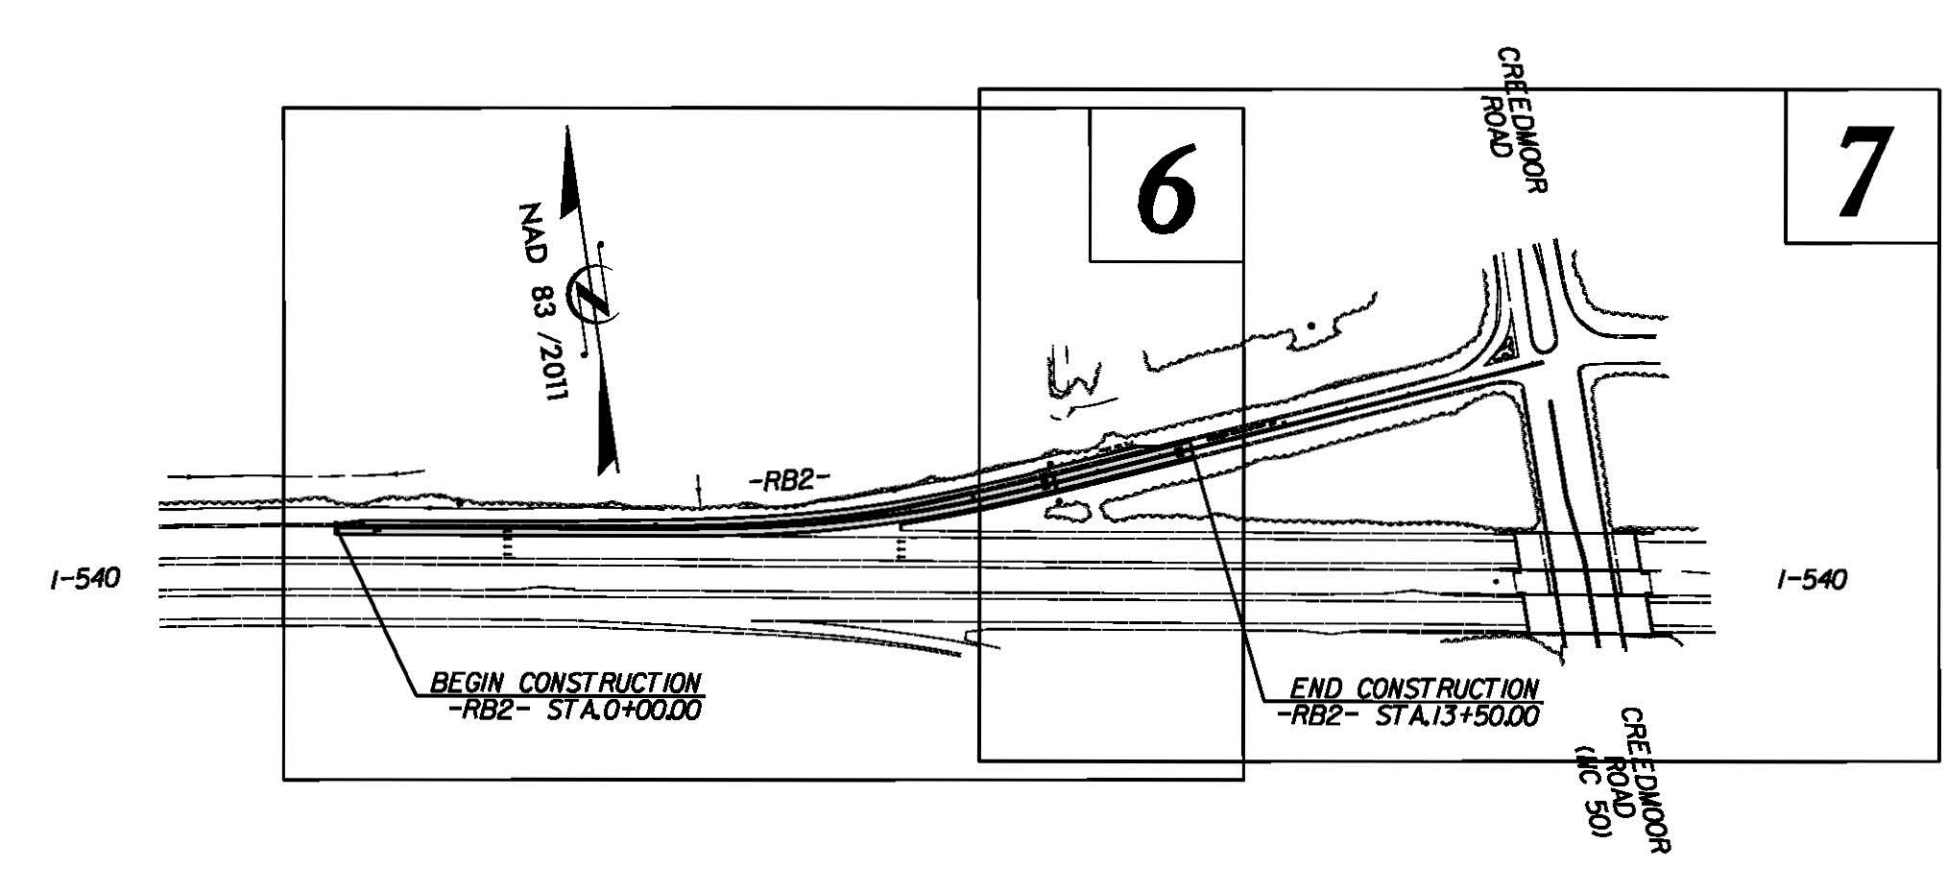 CREEDMOOR
ROAD
6
7
NAD 83 /2011
N
-RB2-
I-540
I-540
BEGIN CONSTRUCTION
-RB2- STA.0+00.00
END CONSTRUCTION
-RB2- STA.13+50.00
CREEDMOOR
ROAD
(NC 50)